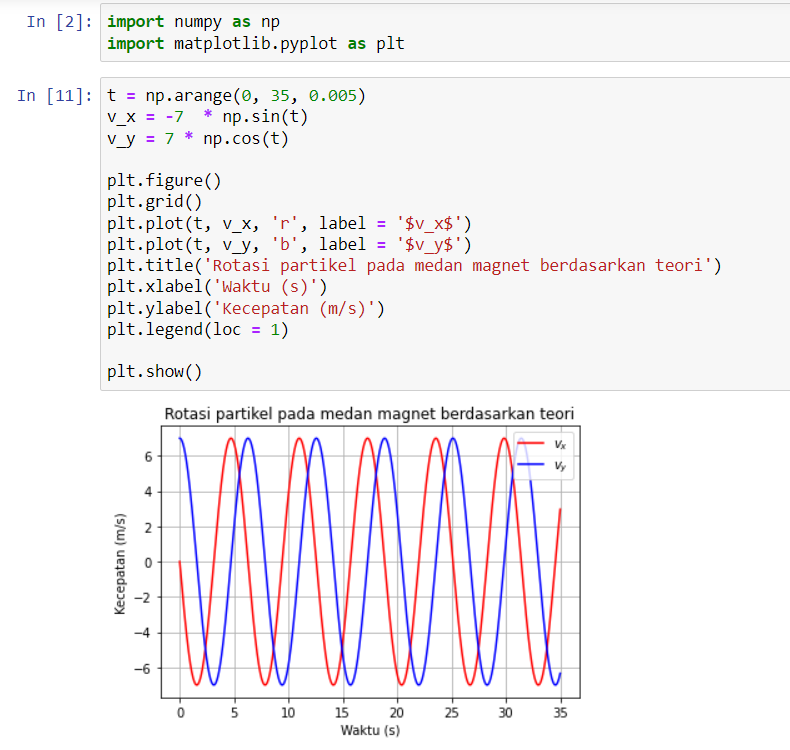 In [2]: import numpy as np
import matplotlib.pyplot as plt
In [11]: t = np.arange(0, 35, 0.005)
v_x = -7  * np.sin(t)
v_y = 7 * np.cos(t)
plt.figure()
plt.grid()
plt.plot(t, v_x, 'r', label = '$v_x$')
plt.plot(t, v_y, 'b', label = '$v_y$')
plt.title('Rotasi partikel pada medan magnet berdasarkan teori')
plt.xlabel('Waktu (s)')
plt.ylabel('Kecepatan (m/s)')
plt.legend(loc = 1)
plt.show()
Rotasi partikel pada medan magnet berdasarkan teori
vx
vy
Kecepatan (m/s)
6
4
2
0
−2
−4
−6
0 5 10 15 20 25 30 35
Waktu (s)